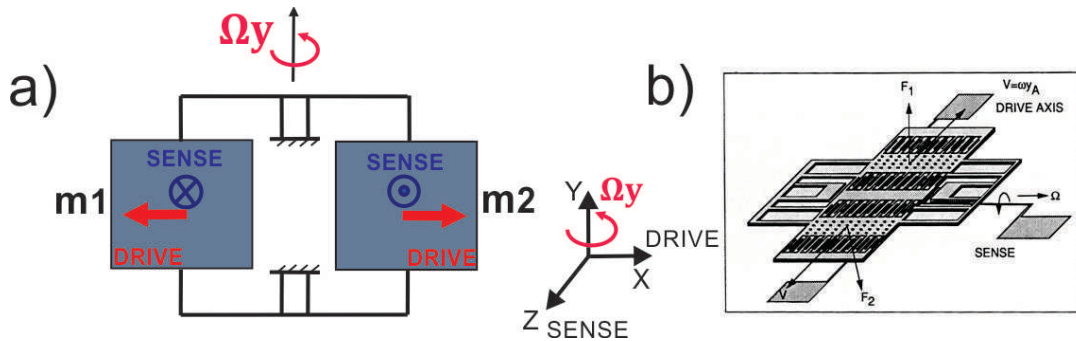 a)
Ωy
SENSE
SENSE
m1
m2
DRIVE
DRIVE
Y
Ωy
DRIVE
X
Z
SENSE
b)
V=ωyA
DRIVE AXIS
F1
Ω
SENSE
V
F2